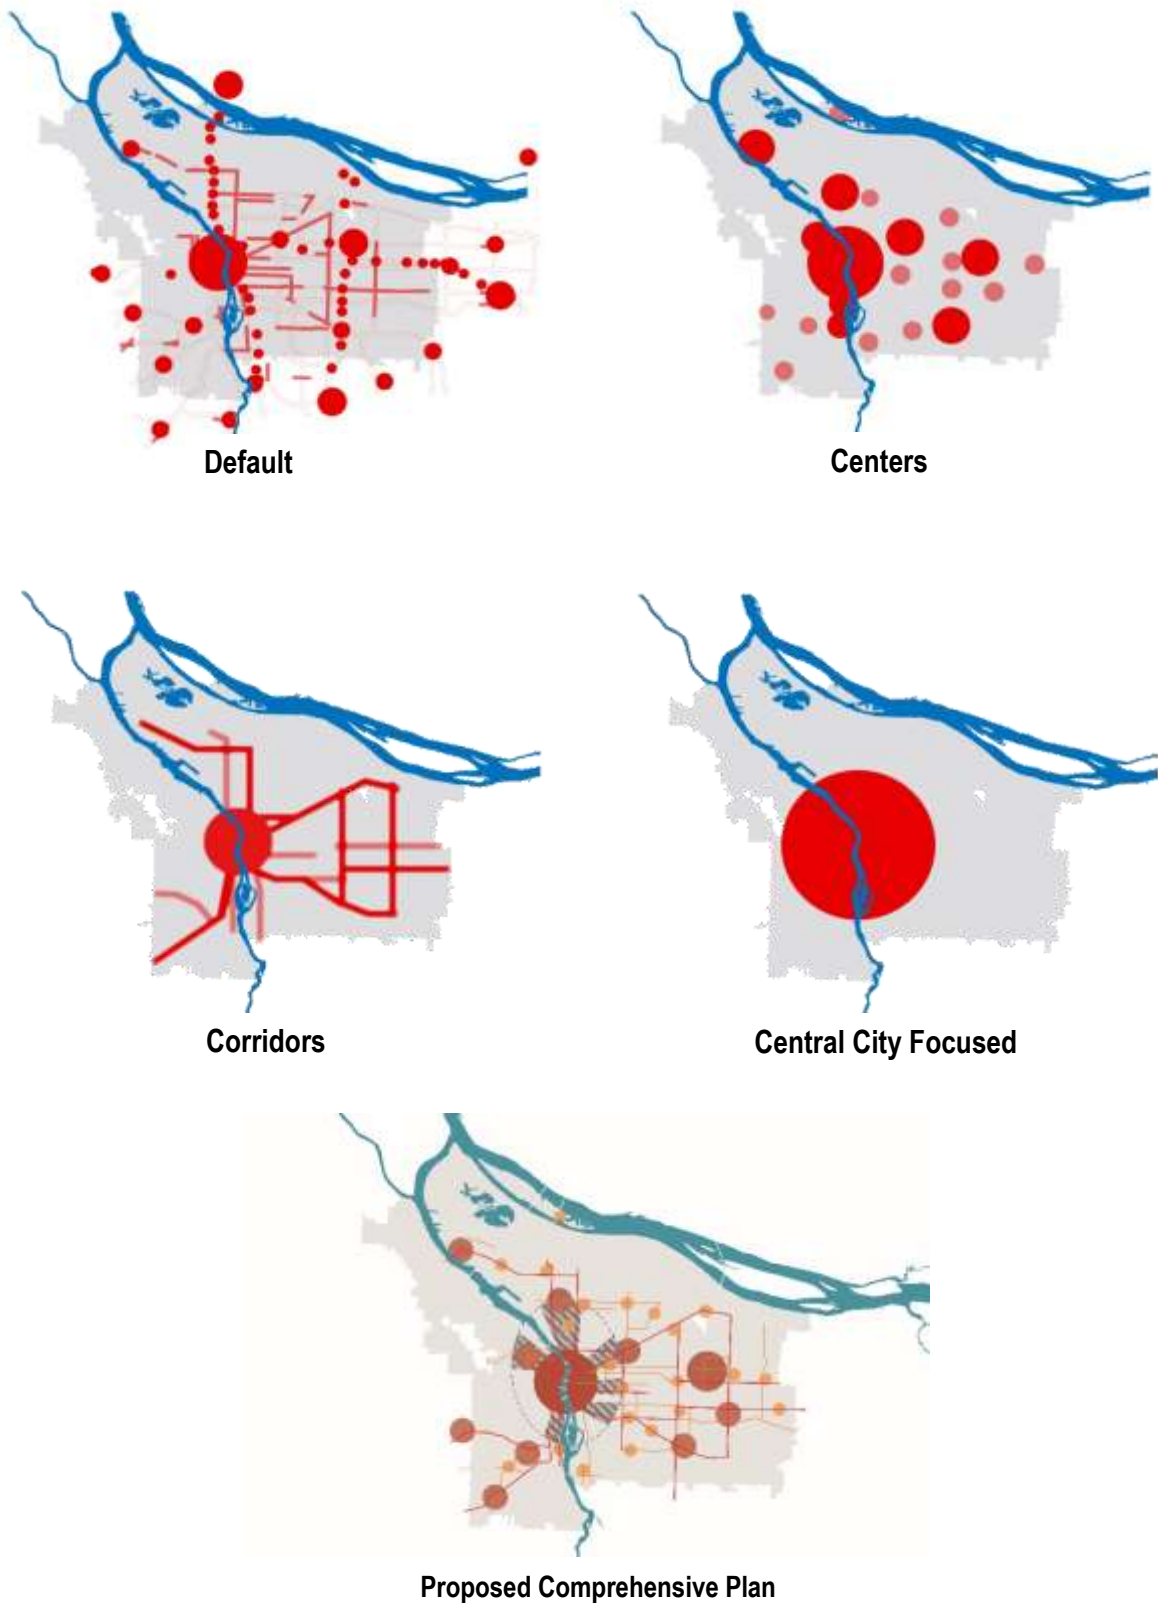 Default
Centers
Corridors
Central City Focused
Proposed Comprehensive Plan